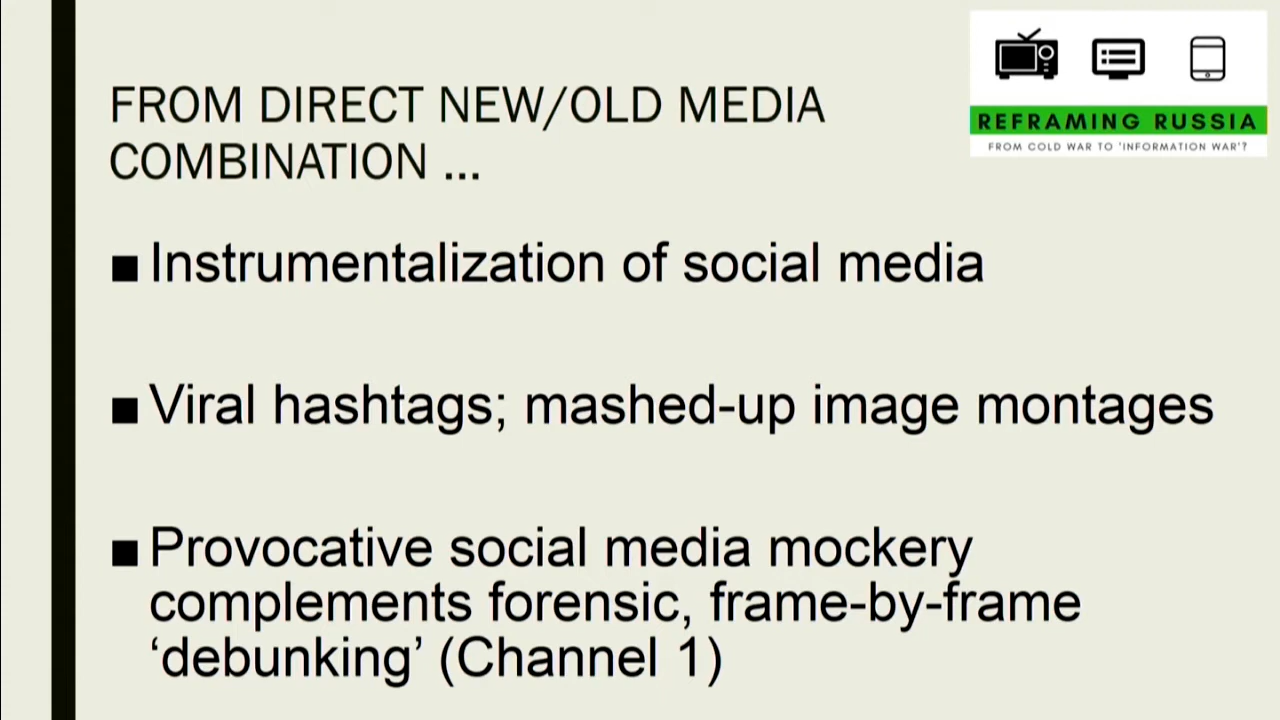 REFRAMING RUSSIA
FROM COLD WAR TO 'INFORMATION WAR'?
FROM DIRECT NEW/OLD MEDIA
COMBINATION ...
■ Instrumentalization of social media
■ Viral hashtags; mashed-up image montages
■ Provocative social media mockery
complements forensic, frame-by-frame
‘debunking’ (Channel 1)